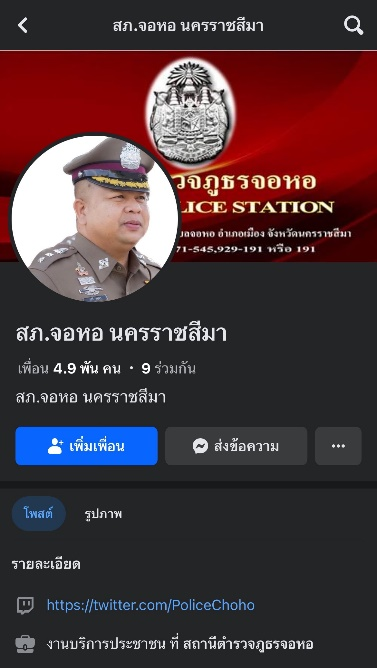 สภ.จอหอ นครราชสีมา
วจภูธรจอหอ
LICE STATION
ลจอหอ อำเภอเมือง จังหวัดนครราชสีมา
71-545,929-191 หรือ 191
สภ.จอหอ นครราชสีมา
เพื่อน 4.9 พัน คน · 9 ร่วมกัน
สภ.จอหอ นครราชสีมา
เพิ่มเพื่อน
ส่งข้อความ
โพสต์ รูปภาพ
รายละเอียด
https://twitter.com/PoliceChoho
งานบริการประชาชน ที่ สถานีตำรวจภูธรจอหอ